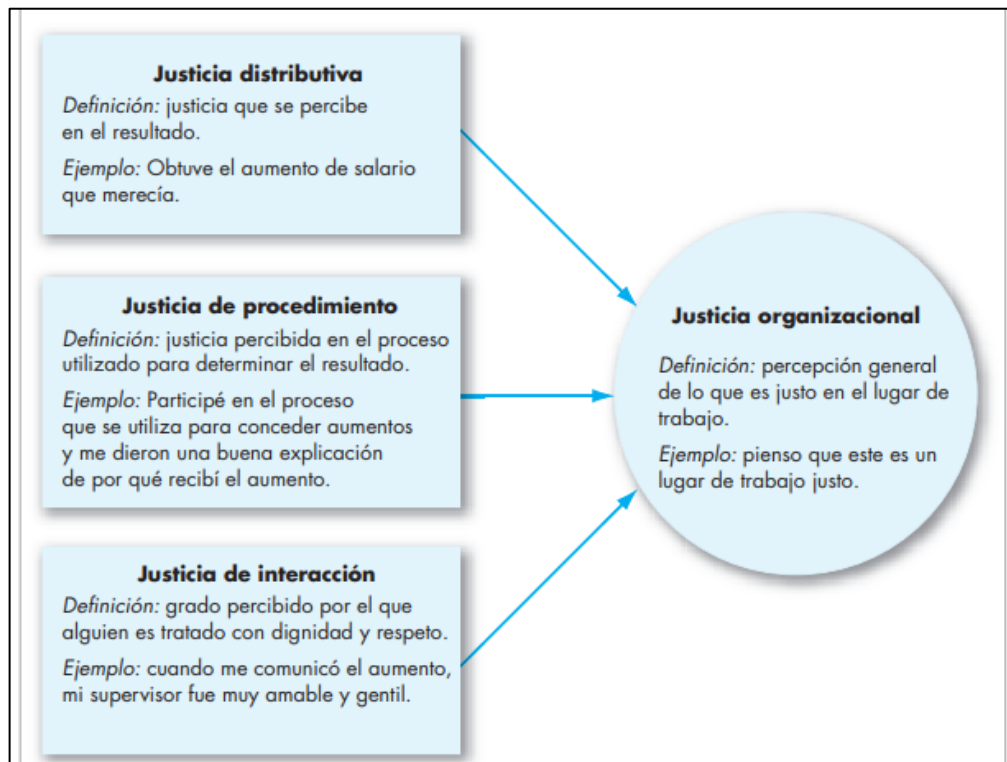 Justicia distributiva
Definición: justicia que se percibe
en el resultado.
Ejemplo: Obtuve el aumento de salario
que merecía.
Justicia de procedimiento
Definición: justicia percibida en el proceso
utilizado para determinar el resultado.
Ejemplo: Participé en el proceso
que se utiliza para conceder aumentos
y me dieron una buena explicación
de por qué recibí el aumento.
Justicia de interacción
Definición: grado percibido por el que
alguien es tratado con dignidad y respeto.
Ejemplo: cuando me comunicó el aumento,
mi supervisor fue muy amable y gentil.
Justicia organizacional
Definición: percepción general
de lo que es justo en el lugar de
trabajo.
Ejemplo: pienso que este es un
lugar de trabajo justo.